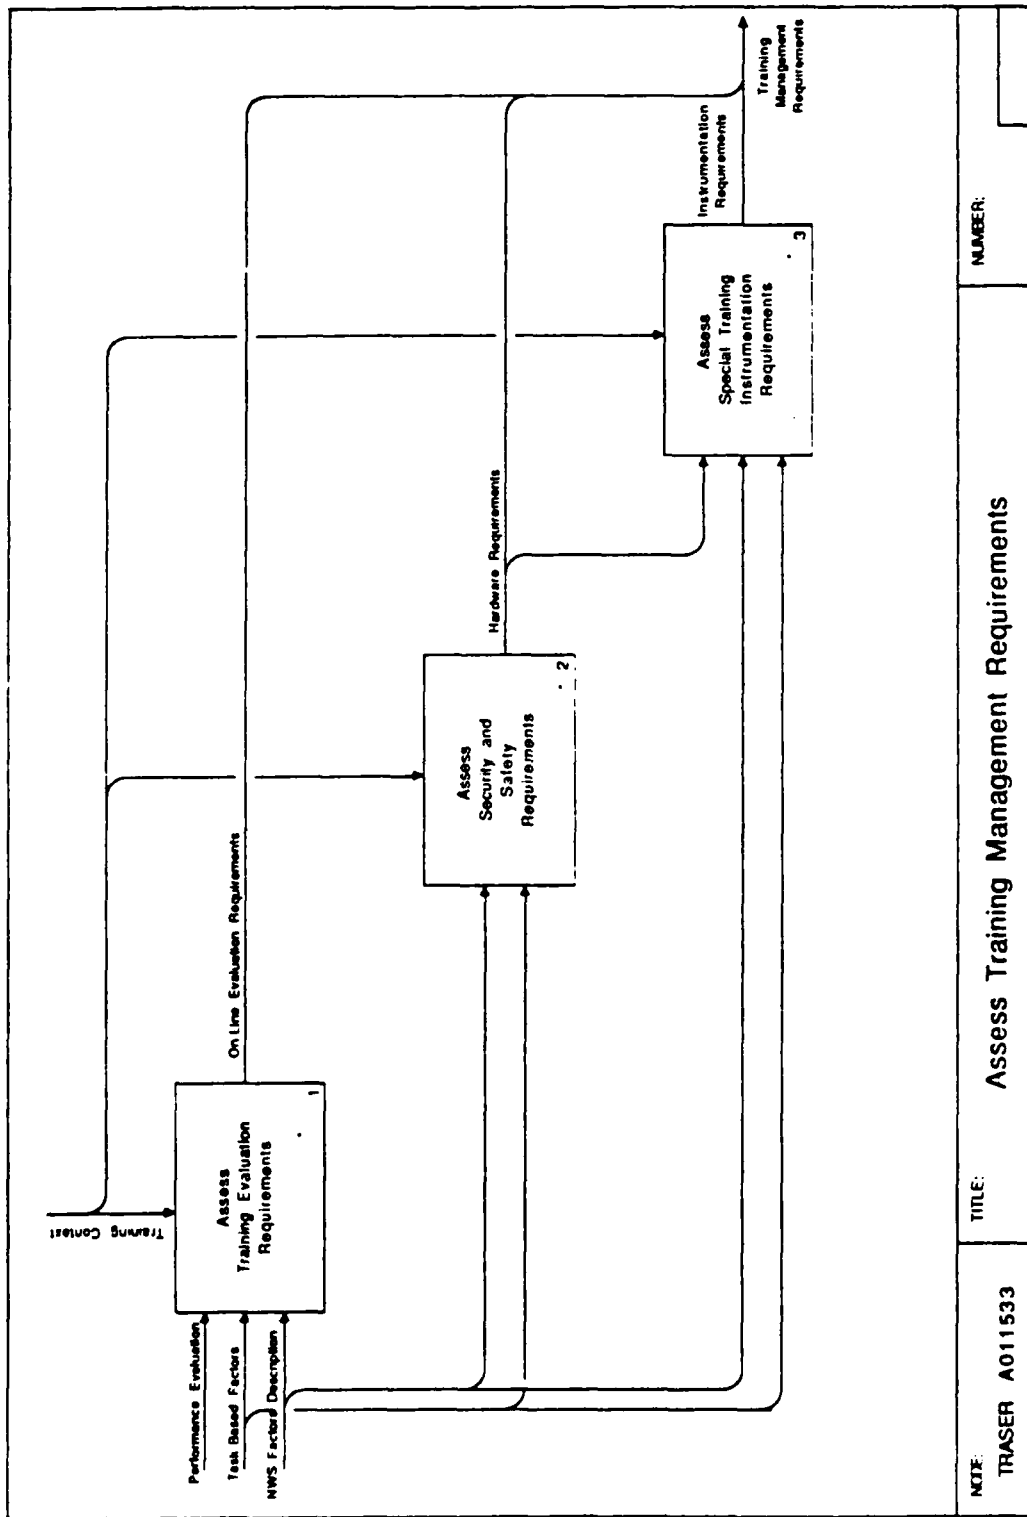 Training Contest
Performance Evaluation
Task Based Factors
NWS Factors Description
Assess
Training Evaluation
Requirements
1
On Line Evaluation Requirements
Assess
Security and
Safety
Requirements
2
Hardware Requirements
Assess
Special Training
Instrumentation
Requirements
3
Instrumentation
Requirements
Training
Management
Requirements
NODE:
TRASER A011533
TITLE:
Assess Training Management Requirements
NUMBER: